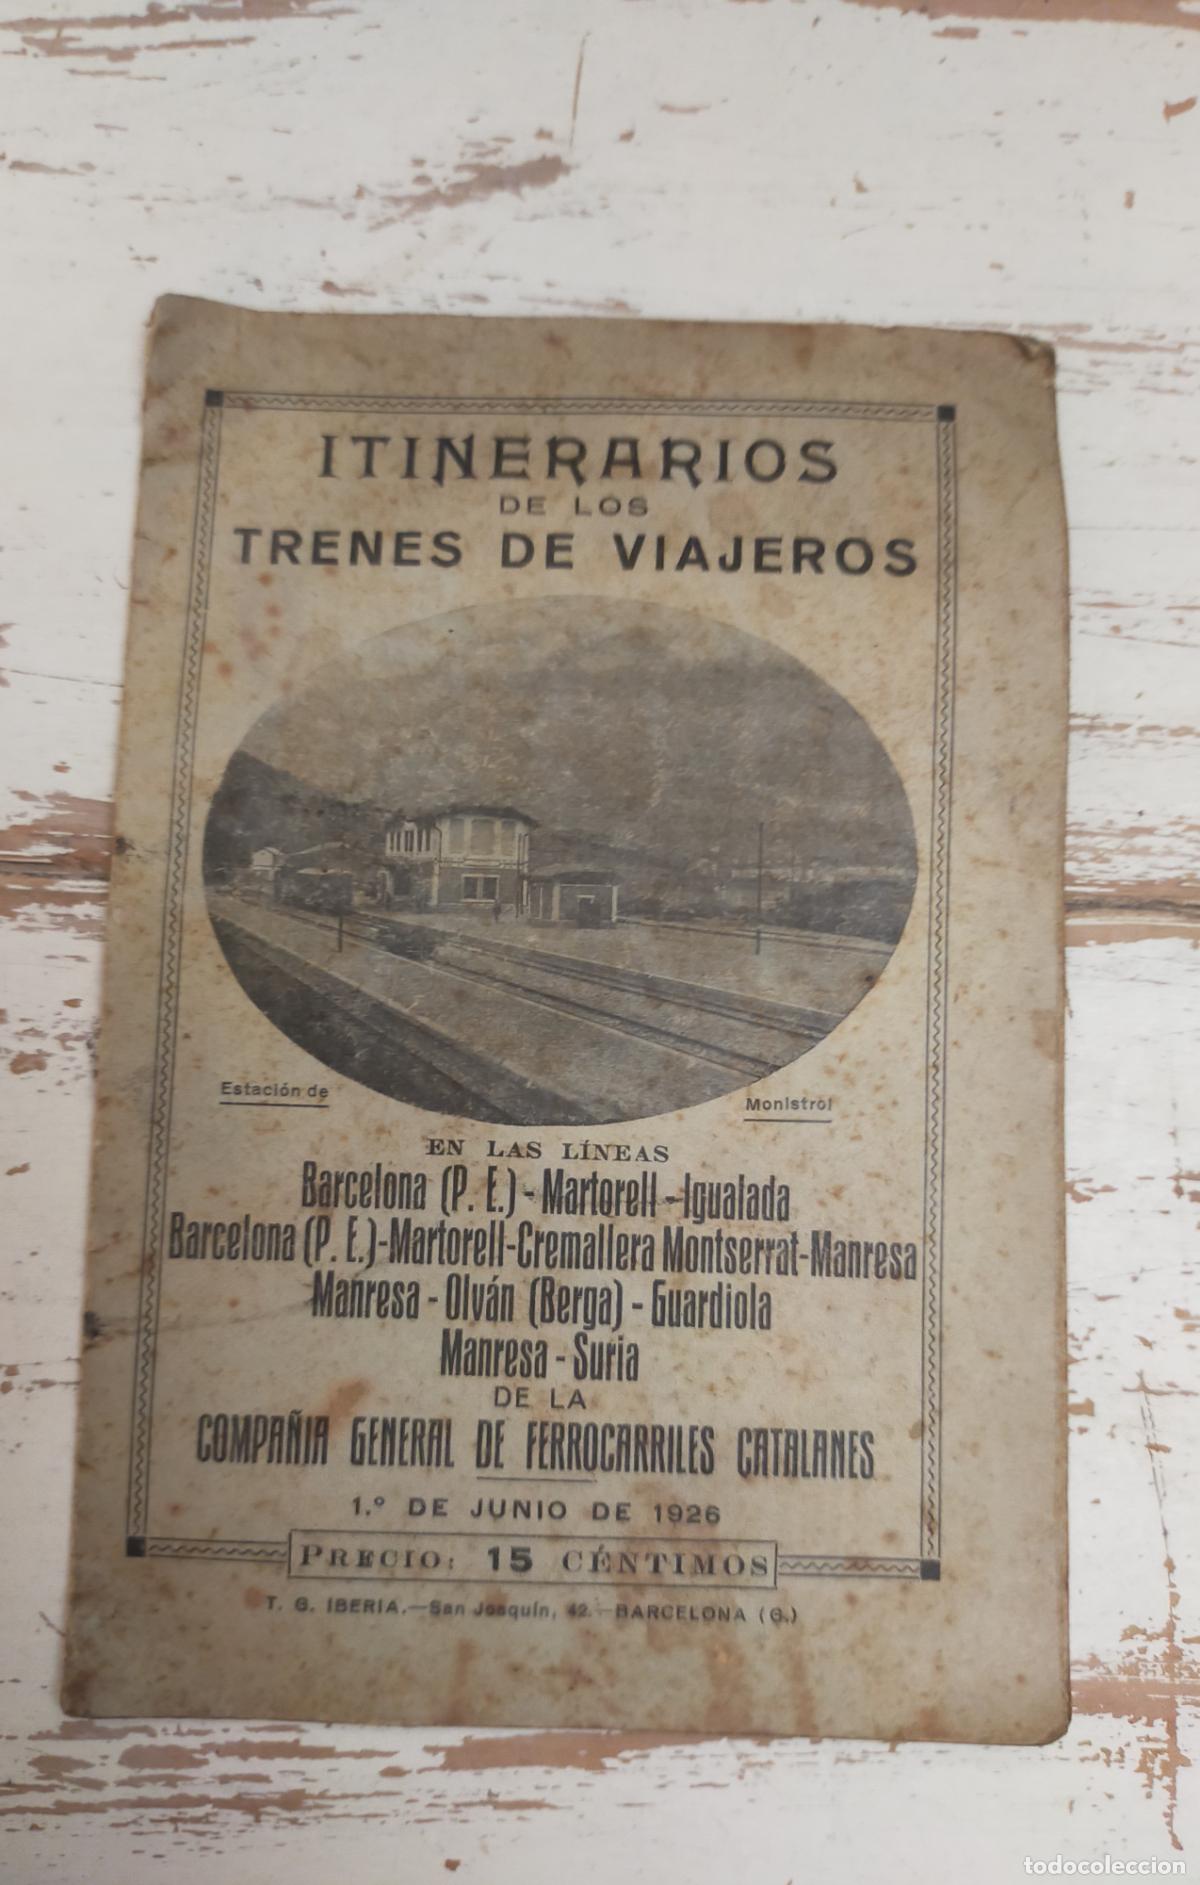 ITINERARIOS
DE LOS
TRENES DE VIAJEROS
Estación de
Monistrol
EN LAS LÍNEAS
Barcelona (P. E.) - Martorell - Igualada
Barcelona (P. E.)-Martorell-Cremallera Montserrat-Manresa
Manresa - Olván (Berga) - Guardiola
Manresa - Suria
DE LA
COMPAÑIA GENERAL DE FERROCARRILES CATALANES
1.º DE JUNIO DE 1926
PRECIO: 15 CÉNTIMOS
T. G. IBERIA.—San Joaquín, 42.—BARCELONA (G.)
todocoleccion